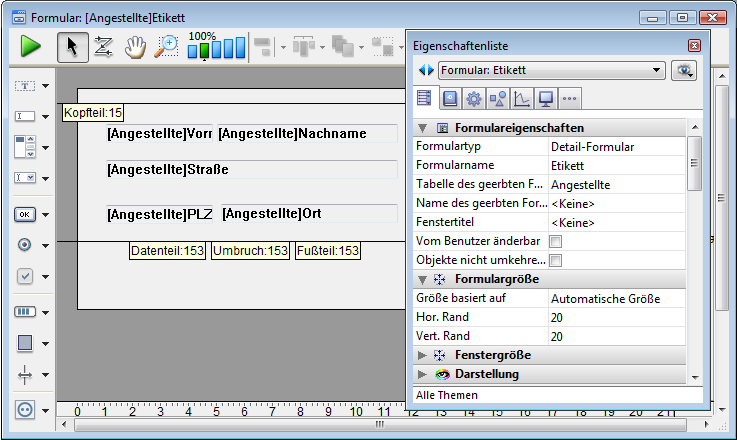 Formular: [Angestellte]Etikett
100%
Kopfteil:15
[Angestellte]Vorr [Angestellte]Nachname
[Angestellte]Straße
[Angestellte]PLZ [Angestellte]Ort
Datenteil:153 Umbruch:153 Fußteil:153
OK
0 1 2 3 4 5 6 7 8 9 10 11 12 13 14 15 16 17 18 19 20 21
Eigenschaftenliste
Formular: Etikett
Formulareigenschaften
Formulartyp Detail-Formular
Formularname Etikett
Tabelle des geerbten F... Angestellte
Name des geerbten For... <Keine>
Fenstertitel <Keine>
Vom Benutzer änderbar
Objekte nicht umkehre...
Formulargröße
Größe basiert auf Automatische Größe
Hor. Rand 20
Vert. Rand 20
Fenstergröße
Darstellung
Alle Themen